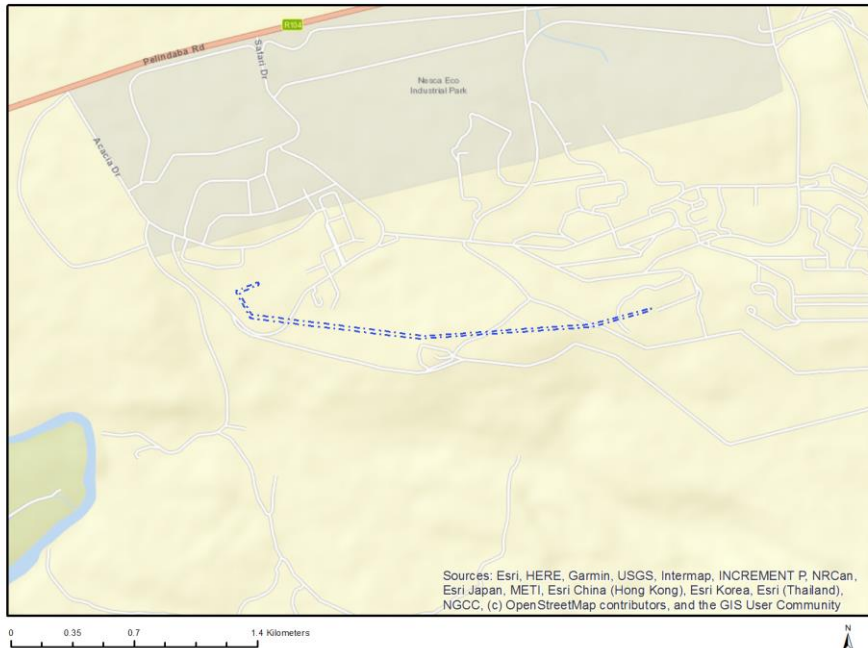 R104
Pelindaba Rd
Safari Dr
Necsa Eco
Industrial Park
Acacia Dr
Sources: Esri, HERE, Garmin, USGS, Intermap, INCREMENT P, NRCan,
Esri Japan, METI, Esri China (Hong Kong), Esri Korea, Esri (Thailand),
NGCC, (c) OpenStreetMap contributors, and the GIS User Community
0 0.35 0.7 1.4 Kilometers
N